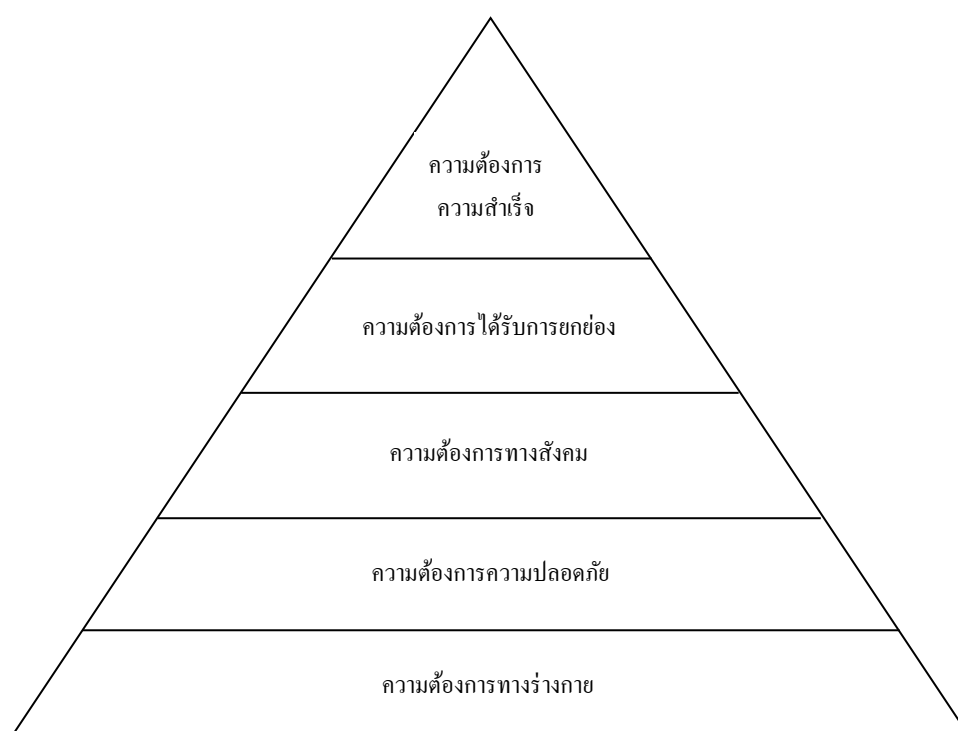 ความต้องการ
ความสำเร็จ
ความต้องการได้รับการยกย่อง
ความต้องการทางสังคม
ความต้องการความปลอดภัย
ความต้องการทางร่างกาย